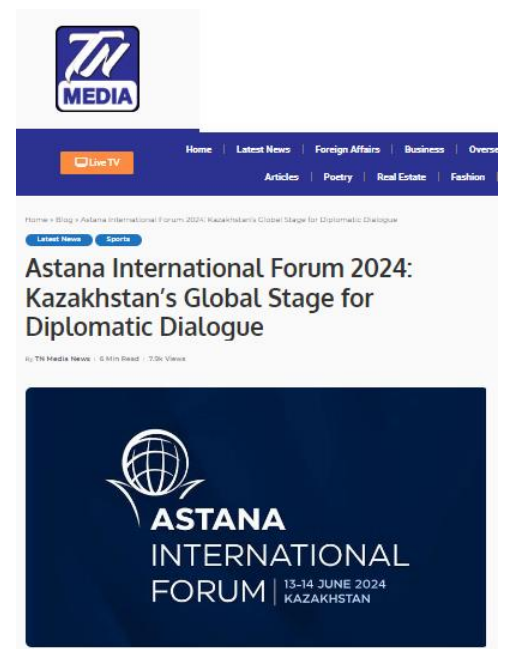 TN
MEDIA
Live TV
Home | Latest News | Foreign Affairs | Business | Overse
Articles | Poetry | Real Estate | Fashion |
Home » Blog » Astana International Forum 2024: Kazakhstan's Global Stage for Diplomatic Dialogue
Latest News Sports
Astana International Forum 2024:
Kazakhstan's Global Stage for
Diplomatic Dialogue
By TN Media News | 6 Min Read | 7.9k Views
ASTANA
INTERNATIONAL
FORUM | 13-14 JUNE 2024
KAZAKHSTAN